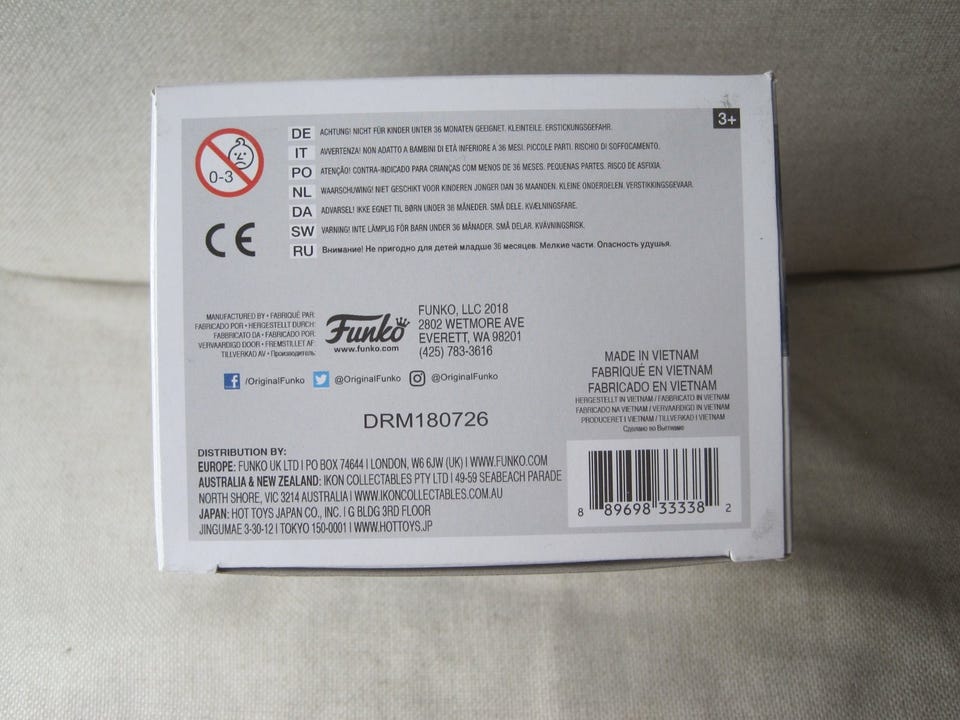 3+
0-3
DE ACHTUNG! NICHT FÜR KINDER UNTER 36 MONATEN GEEIGNET. KLEINTEILE. ERSTICKUNGSGEFAHR.
IT AVVERTENZA! NON ADATTO A BAMBINI DI ETÀ INFERIORE A 36 MESI. PICCOLE PARTI. RISCHIO DI SOFFOCAMENTO.
PO ATENÇÃO! CONTRA-INDICADO PARA CRIANÇAS COM MENOS DE 36 MESES. PEQUENAS PARTES. RISCO DE ASFIXIA.
NL WAARSCHUWING! NIET GESCHIKT VOOR KINDEREN JONGER DAN 36 MAANDEN. KLEINE ONDERDELEN. VERSTIKKINGSGEVAAR.
DA ADVARSEL! IKKE EGNET TIL BØRN UNDER 36 MÅNEDER. SMÅ DELE. KVÆLNINGSFARE.
SW VARNING! INTE LÄMPLIG FÖR BARN UNDER 36 MÅNADER. SMÅ DELAR. KVÄVNINGSRISK.
RU Внимание! Не пригодно для детей младше 36 месяцев. Мелкие части. Опасность удушья.
CE
MANUFACTURED BY • FABRIQUÉ PAR:
FABRICADO POR • HERGESTELLT DURCH:
FABBRICATO DA • FABRICADO POR:
VERVAARDIGD DOOR • FREMSTILLET AF:
TILLVERKAD AV • Производитель:
Funko
www.funko.com
FUNKO, LLC 2018
2802 WETMORE AVE
EVERETT, WA 98201
(425) 783-3616
/OriginalFunko @OriginalFunko @OriginalFunko
DRM180726
MADE IN VIETNAM
FABRIQUÉ EN VIETNAM
FABRICADO EN VIETNAM
HERGESTELLT IN VIETNAM / FABBRICATO IN VIETNAM
FABRICADO NA VIETNAM / VERVAARDIGD IN VIETNAM
PRODUCERET I VIETNAM / TILLVERKAD I VIETNAM
Сделано во Вьетнаме
DISTRIBUTION BY:
EUROPE: FUNKO UK LTD | PO BOX 74644 | LONDON, W6 6JW (UK) | WWW.FUNKO.COM
AUSTRALIA & NEW ZEALAND: IKON COLLECTABLES PTY LTD | 49-59 SEABEACH PARADE
NORTH SHORE, VIC 3214 AUSTRALIA | WWW.IKONCOLLECTABLES.COM.AU
JAPAN: HOT TOYS JAPAN CO., INC. | G BLDG 3RD FLOOR
JINGUMAE 3-30-12 | TOKYO 150-0001 | WWW.HOTTOYS.JP
8 89698 33338 2